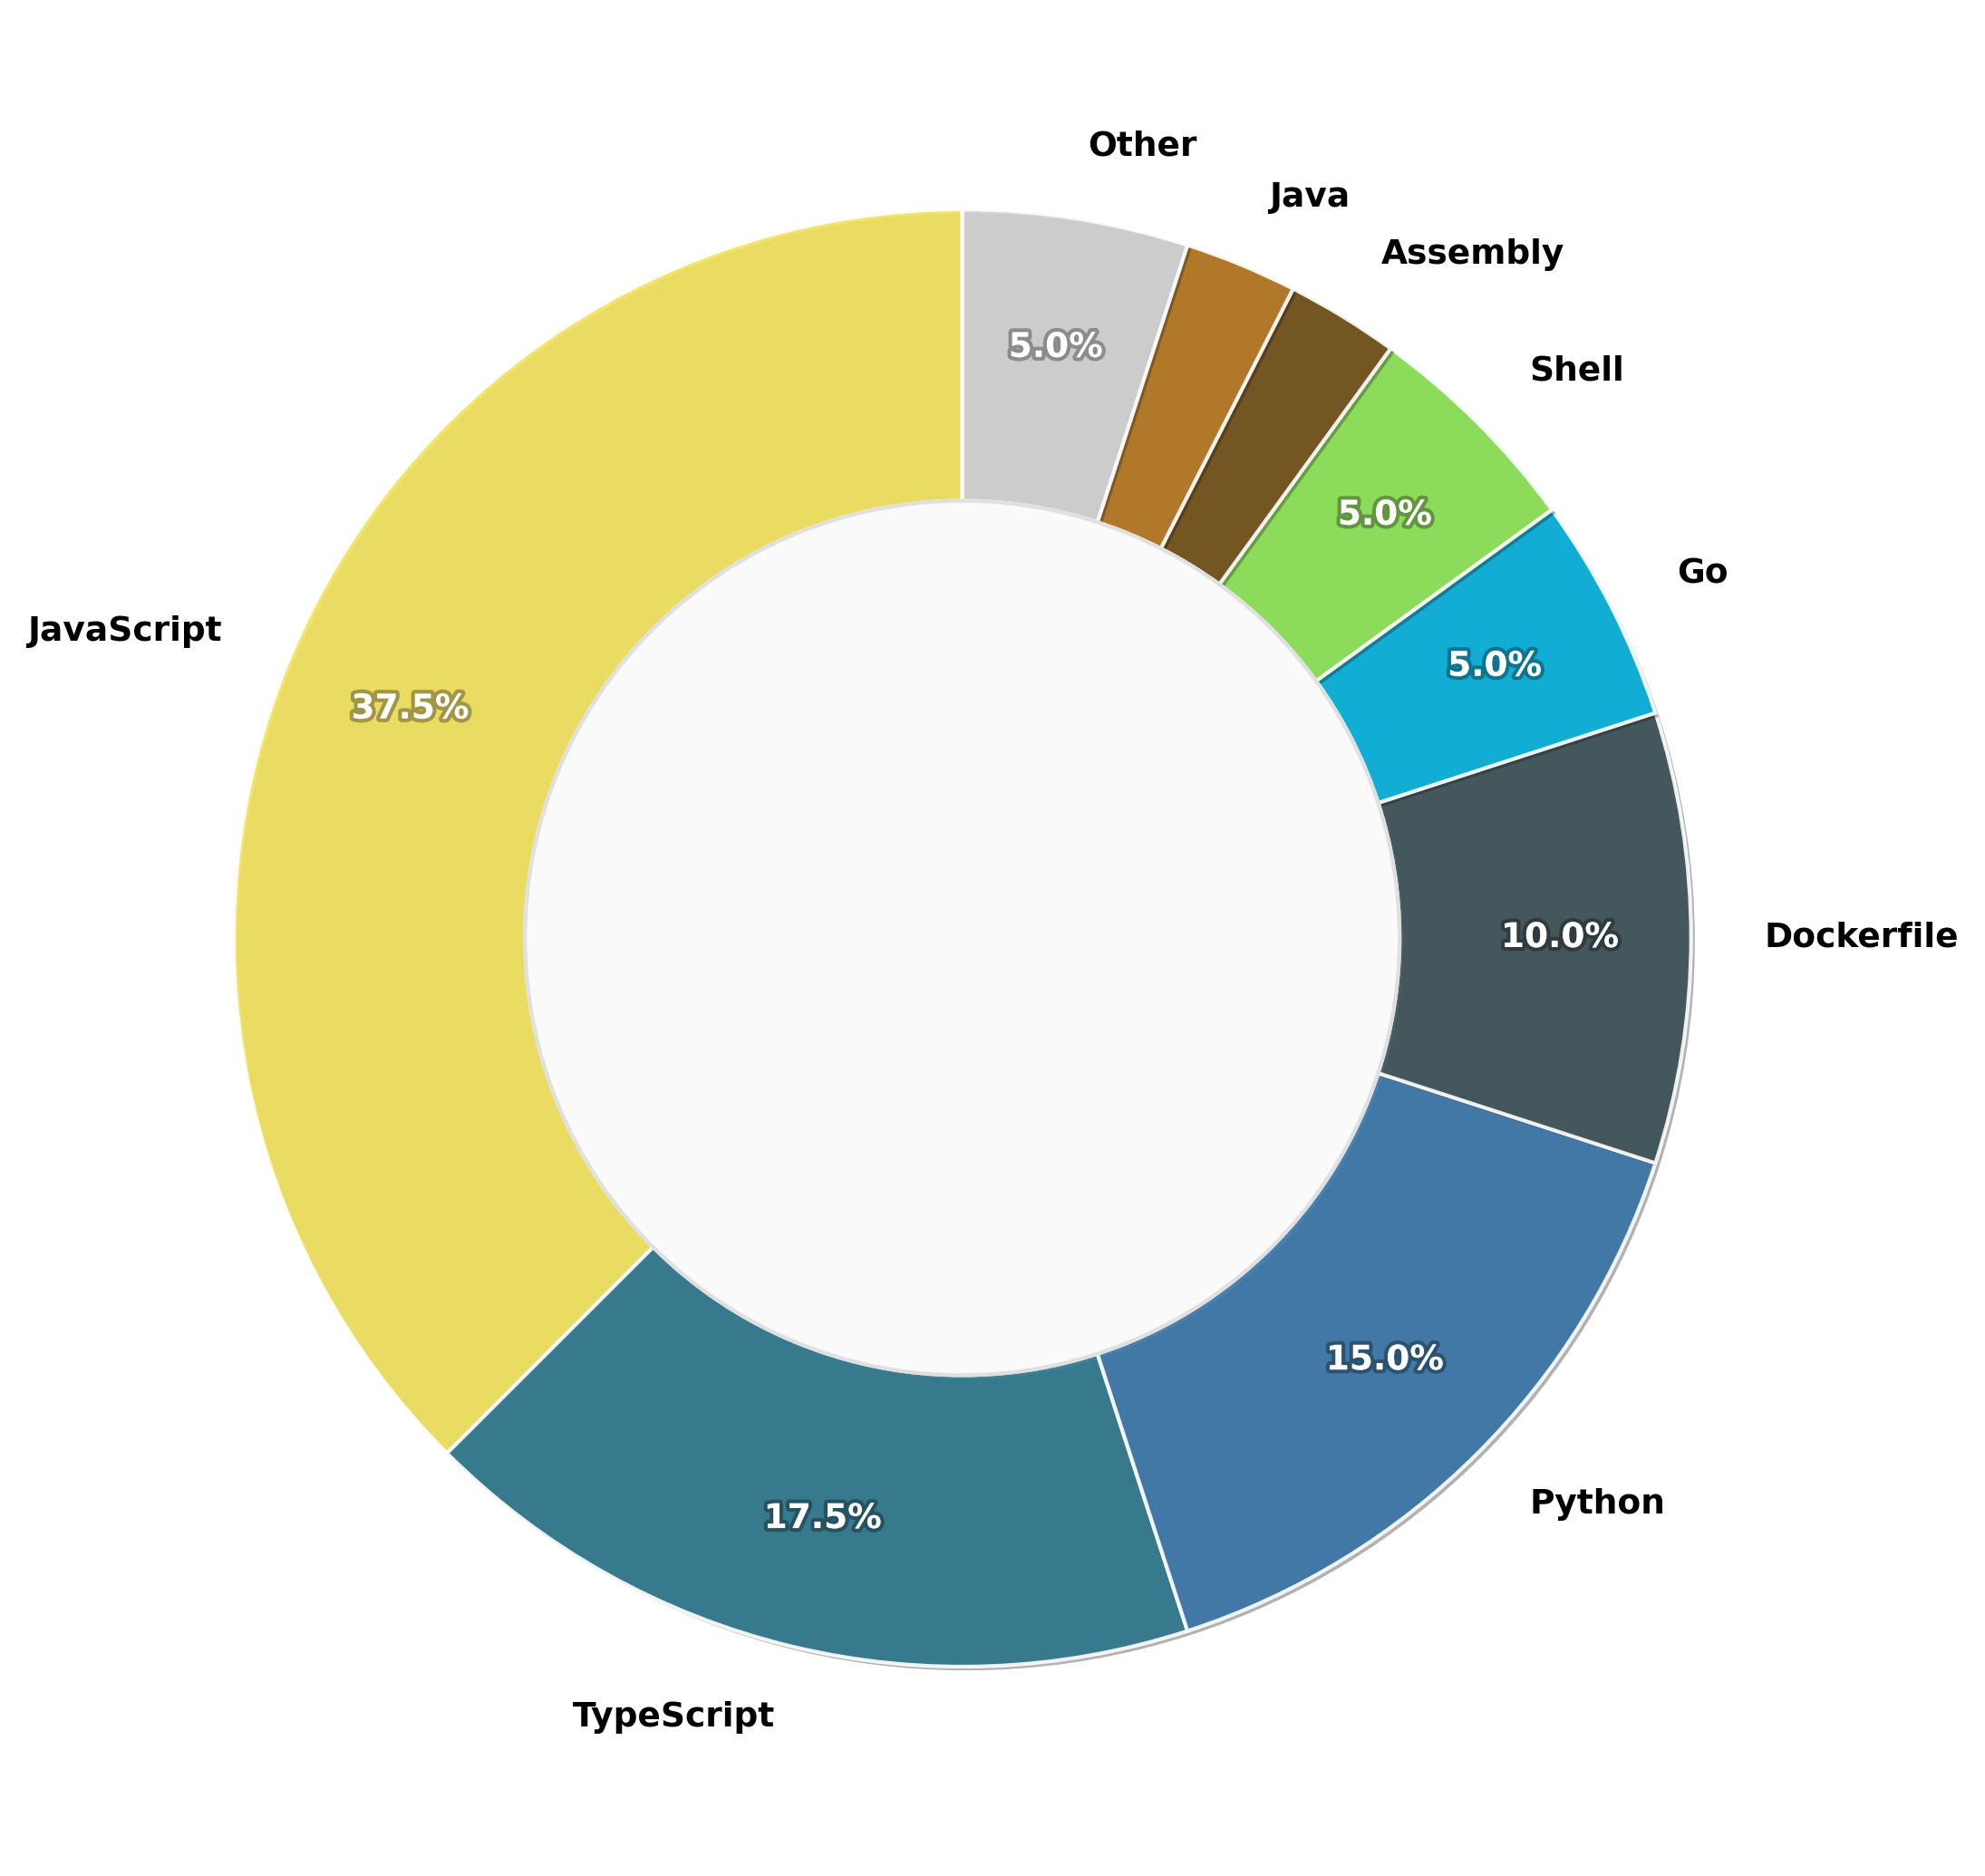 Other
Java
Assembly
5.0%
Shell
5.0%
Go
JavaScript
5.0%
37.5%
10.0%
Dockerfile
15.0%
Python
17.5%
TypeScript